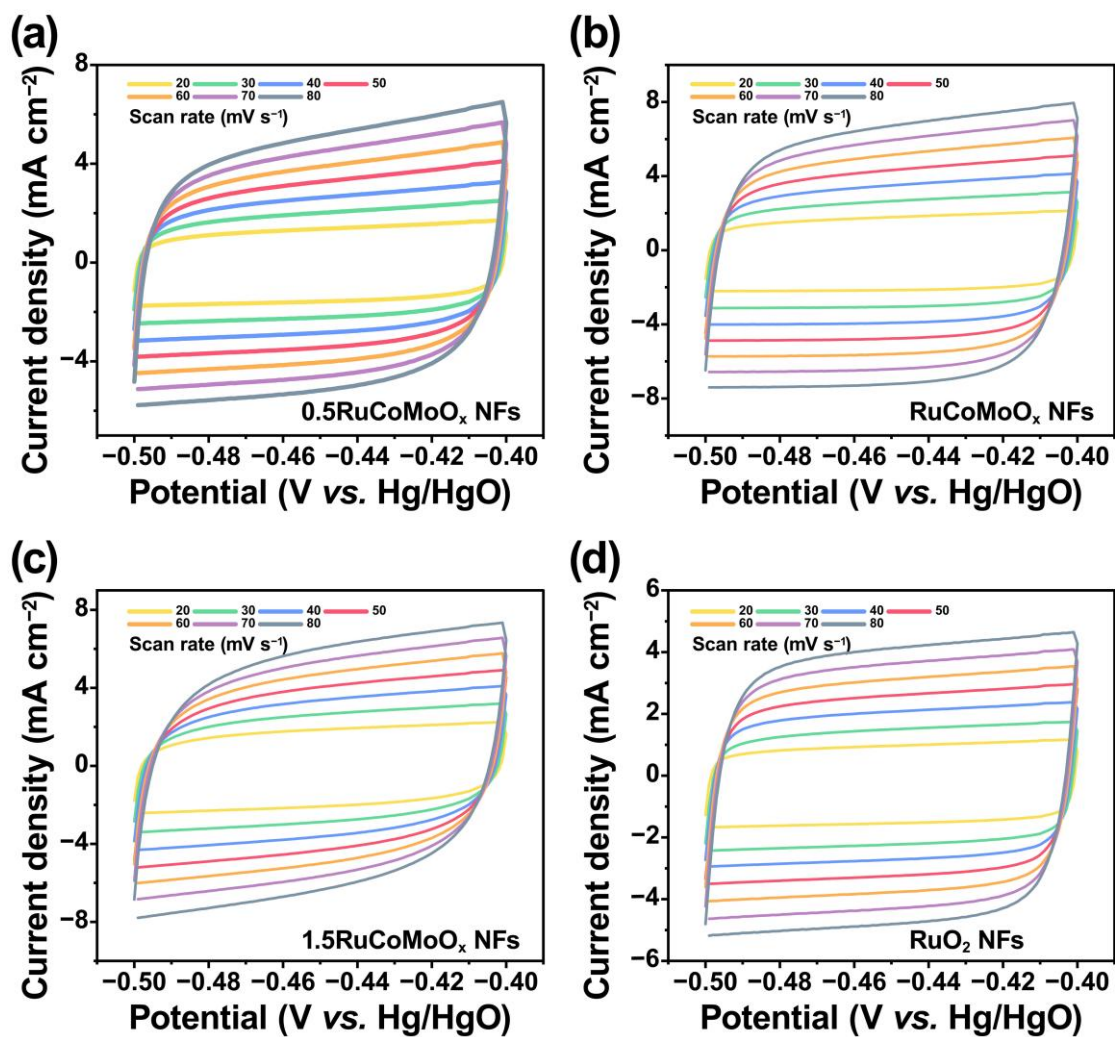 (a)
8
4
0
−4
Current density (mA cm⁻²)
20 30 40 50
60 70 80
Scan rate (mV s⁻¹)
0.5RuCoMoOₓ NFs
−0.50 −0.48 −0.46 −0.44 −0.42 −0.40
Potential (V vs. Hg/HgO)
(b)
8
4
0
−4
−8
Current density (mA cm⁻²)
20 30 40 50
60 70 80
Scan rate (mV s⁻¹)
RuCoMoOₓ NFs
−0.50 −0.48 −0.46 −0.44 −0.42 −0.40
Potential (V vs. Hg/HgO)
(c)
8
4
0
−4
−8
Current density (mA cm⁻²)
20 30 40 50
60 70 80
Scan rate (mV s⁻¹)
1.5RuCoMoOₓ NFs
−0.50 −0.48 −0.46 −0.44 −0.42 −0.40
Potential (V vs. Hg/HgO)
(d)
6
4
2
0
−2
−4
−6
Current density (mA cm⁻²)
20 30 40 50
60 70 80
Scan rate (mV s⁻¹)
RuO₂ NFs
−0.50 −0.48 −0.46 −0.44 −0.42 −0.40
Potential (V vs. Hg/HgO)